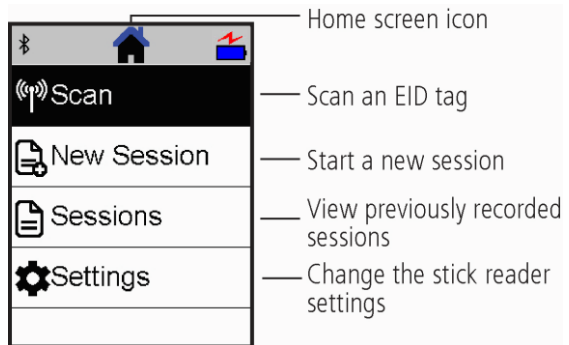 Home screen icon
Scan
Scan an EID tag
New Session
Start a new session
Sessions
View previously recorded
sessions
Settings
Change the stick reader
settings